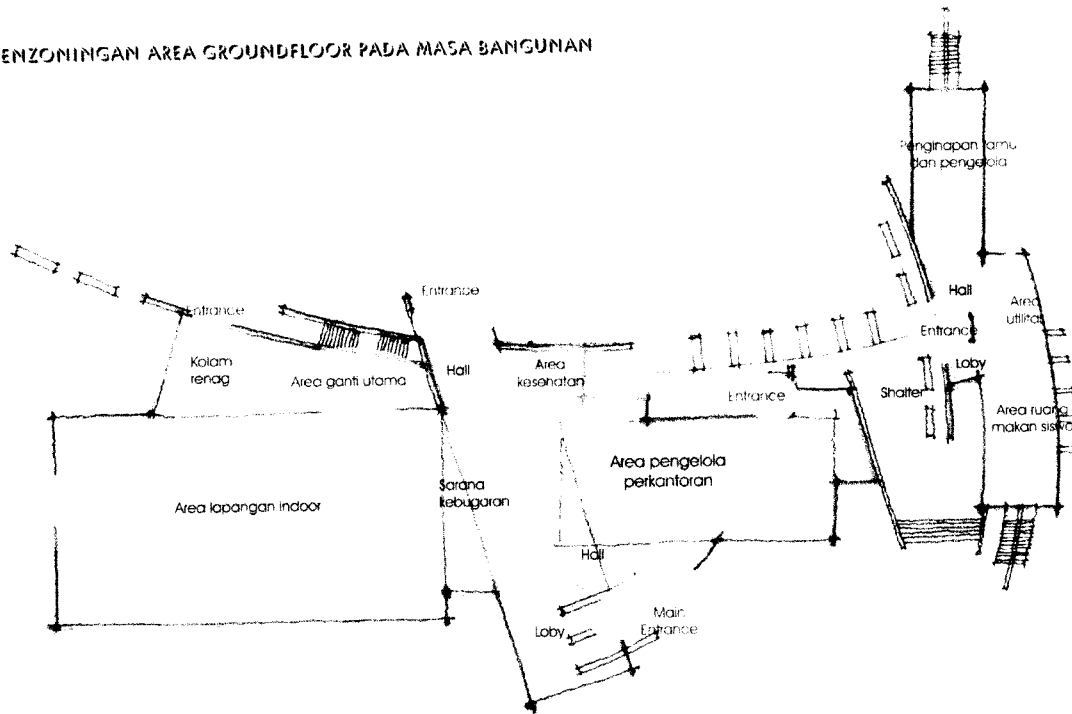 ENZONINGAN AREA GROUNDFLOOR PADA MASA BANGUNAN
Penginapan tamu
dan pengelola
Entrance
Entrance
Hall
Area
utilitas
Entrance
Kolam
renag
Area ganti utama
Hall
Area
kesehatan
Loby
Entrance
Shalter
Area ruang
makan siswa
Area lapangan indoor
Sarana
kebugaran
Area pengelola
perkantoran
Hall
Loby
Main
Entrance